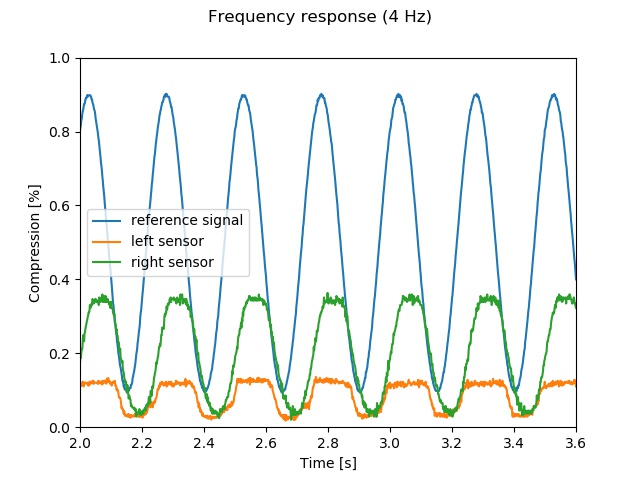 Frequency response (4 Hz)
1.0
0.8
0.6
0.4
0.2
0.0
Compression [%]
reference signal
left sensor
right sensor
2.0 2.2 2.4 2.6 2.8 3.0 3.2 3.4 3.6
Time [s]